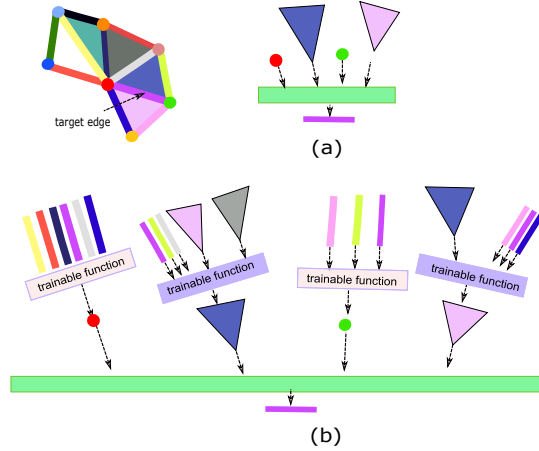 target edge
(a)
trainable function
trainable function
trainable function
trainable function
(b)